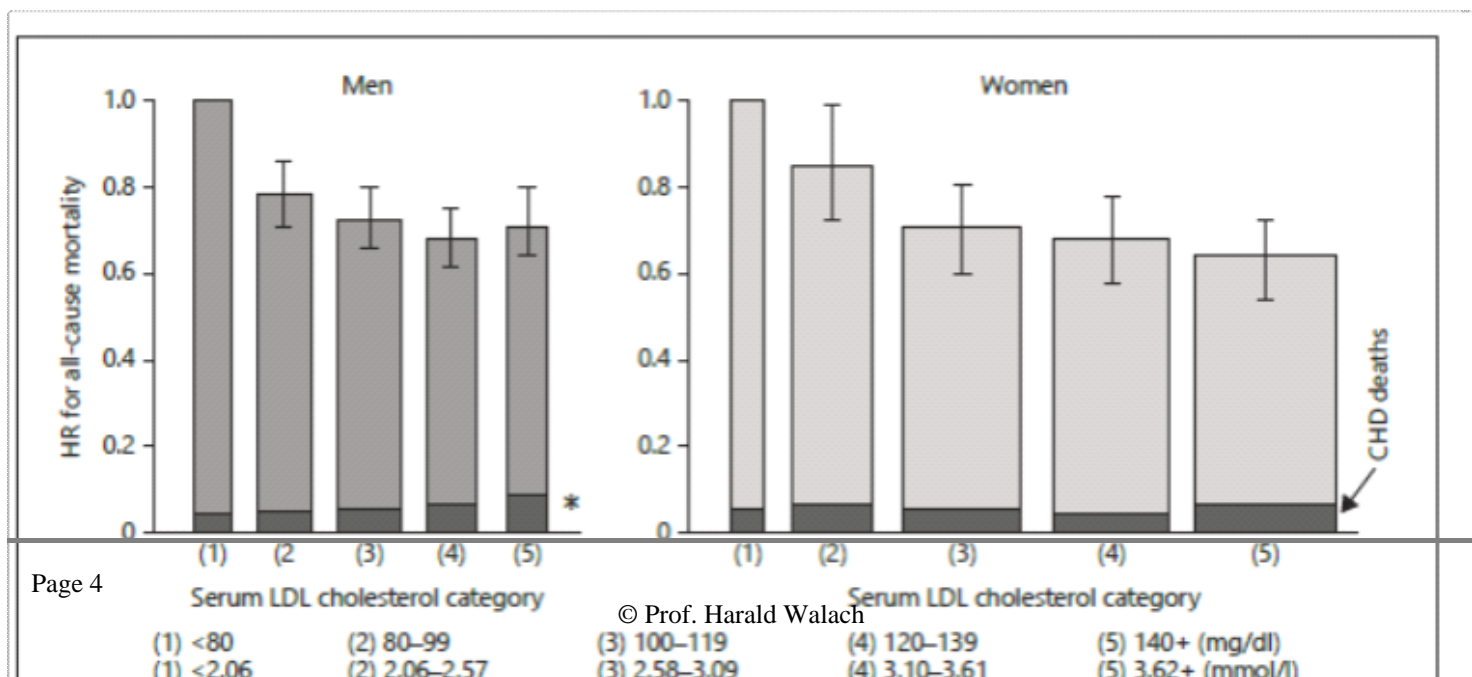 Men
Women
HR for all-cause mortality
1.0
0.8
0.6
0.4
0.2
0
*
(1) (2 (3) (4) (5)
Serum LDL cholesterol category
1.0
0.8
0.6
0.4
0.2
0
CHD deaths
(1) (2) (3) (4) (5)
Serum LDL cholesterol category
Page 4
© Prof. Harald Walach
(1) <80 (2) 80–99 (3) 100–119 (4) 120–139 (5) 140+ (mg/dl)
(1) <2.06 (2) 2.06–2.57 (3) 2.58–3.09 (4) 3.10–3.61 (5) 3.62+ (mmol/l)